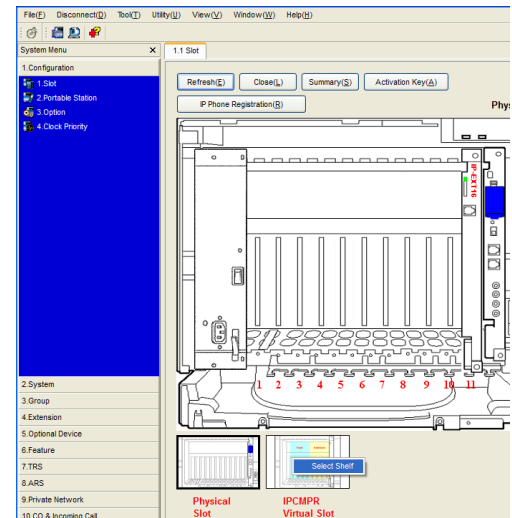 File(F) Disconnect(D) Tool(T) Utility(U) View(V) Window(W) Help(H)
System Menu X
1.1 Slot
1.Configuration
1.Slot
2.Portable Station
3.Option
4.Clock Priority
Refresh(E) Close(L) Summary(S) Activation Key(A)
IP Phone Registration(R)
Phys
IP-EXT16
1 2 3 4 5 6 7 8 9 10 11
2.System
3.Group
4.Extension
5.Optional Device
6.Feature
7.TRS
8.ARS
9.Private Network
10.CO & Incoming Call
Select Shelf
Physical
Slot
IPCMPR
Virtual Slot